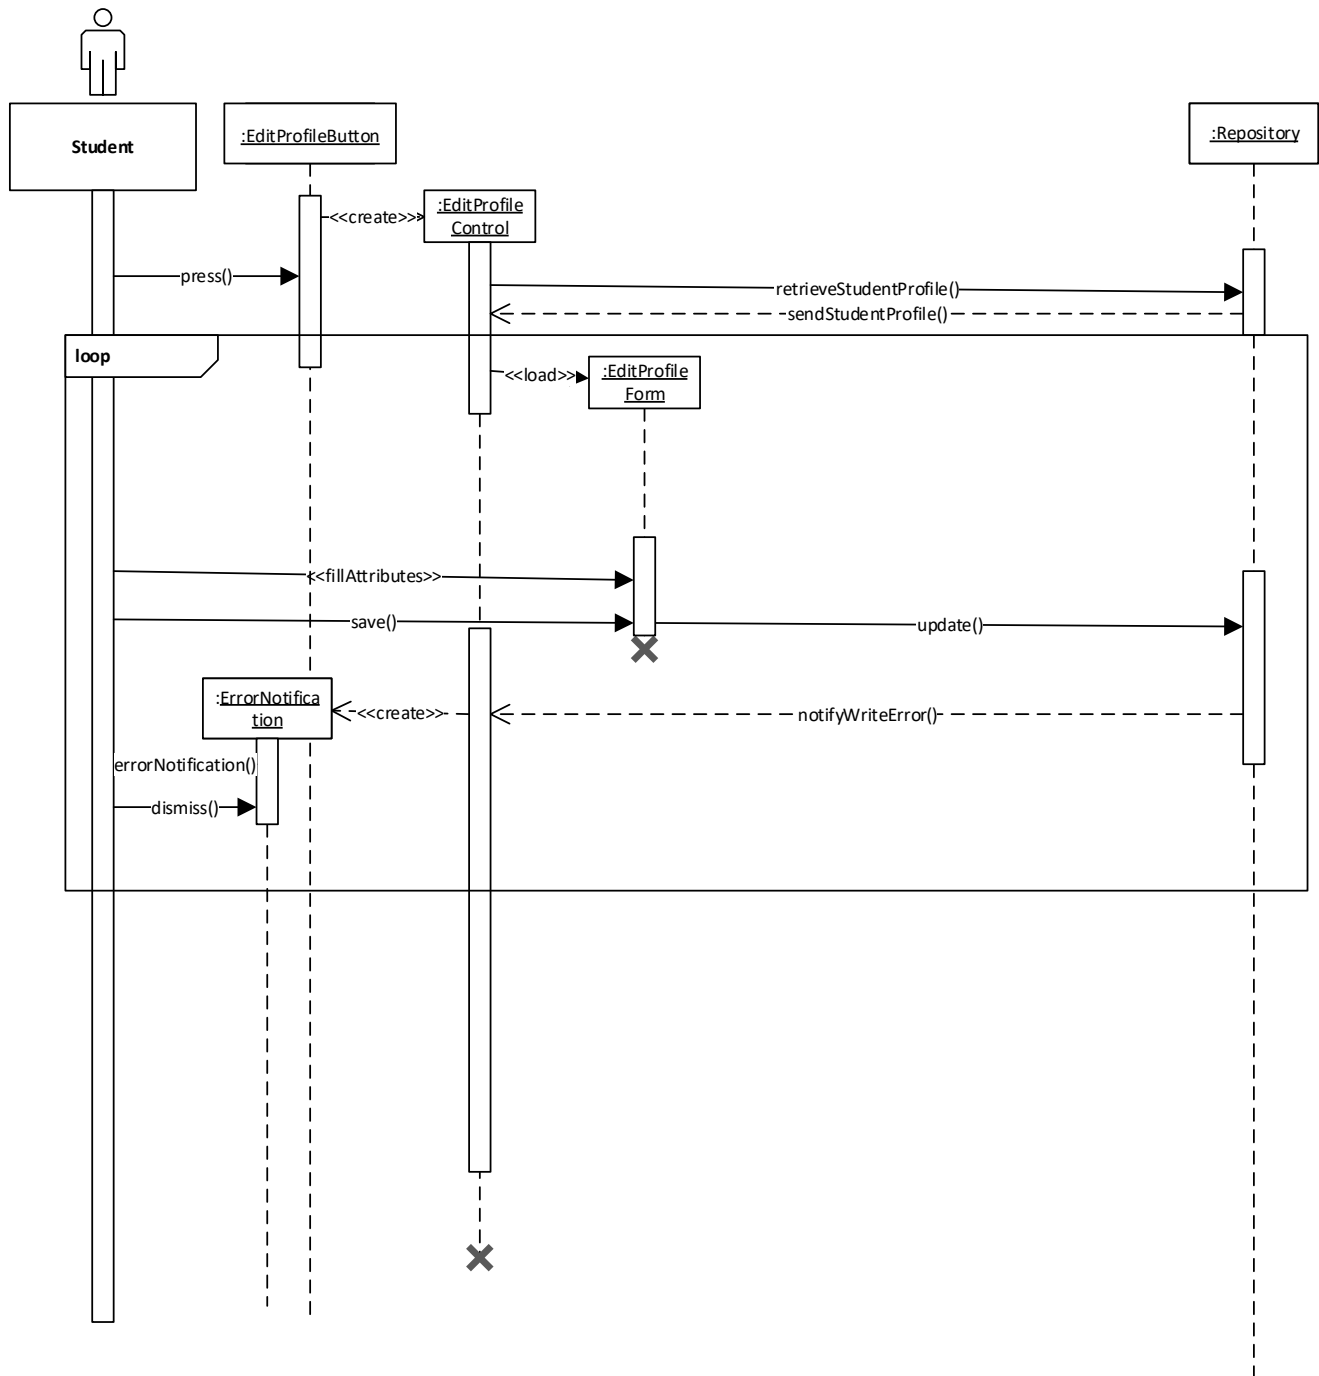 Student
:EditProfileButton
:Repository
:EditProfile
Control
<<create>>
press()
retrieveStudentProfile()
sendStudentProfile()
loop
:EditProfile
Form
<<load>>
<<fillAttributes>>
save()
update()
:ErrorNotifica
tion
<<create>>
notifyWriteError()
errorNotification()
dismiss()